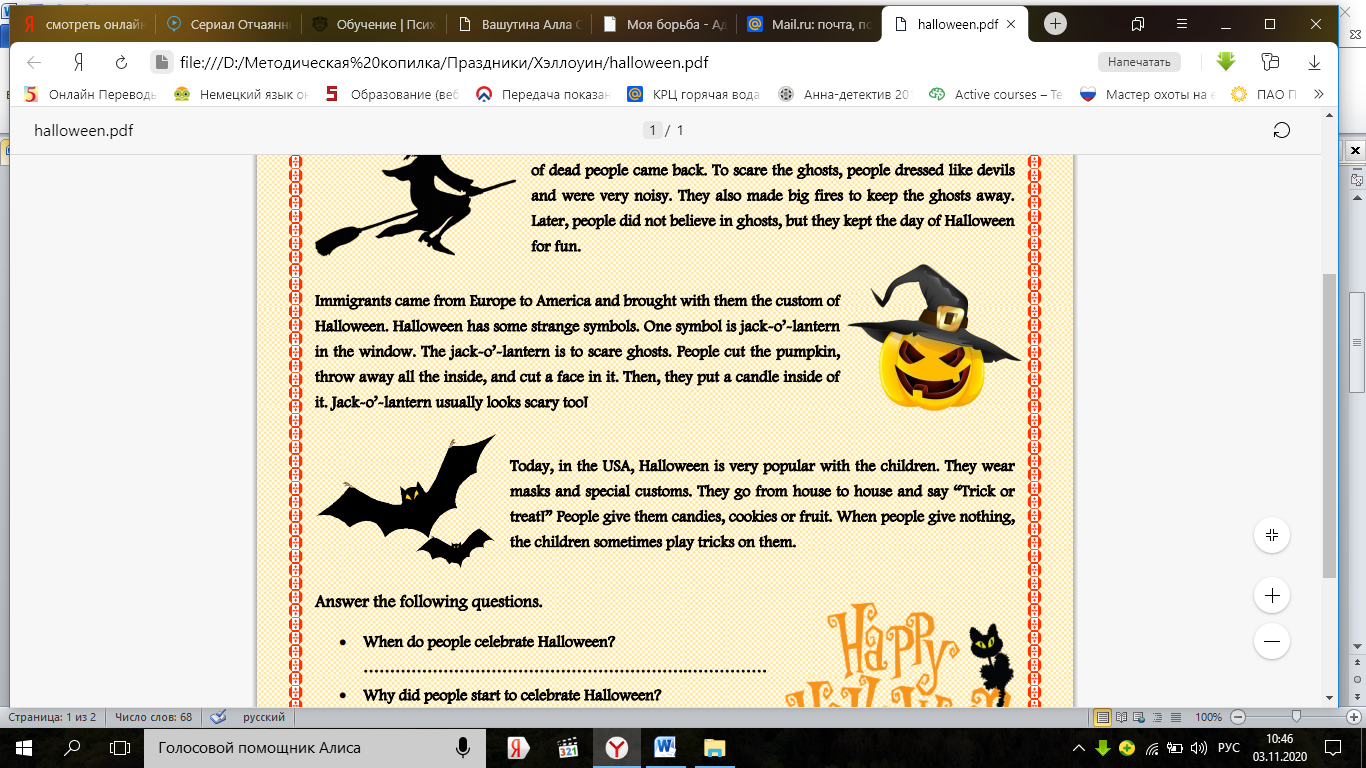 смотреть онлайн
Сериал Отчаянн
Обучение | Псих
Вашутина Алла С
Моя борьба - Ад
Mail.ru: почта, по
halloween.pdf
file:///D:/Методическая%20копилка/Праздники/Хэллоуин/halloween.pdf
Напечатать
Онлайн Переводь
Немецкий язык он
Образование (веб
Передача показан
КРЦ горячая вода
Анна-детектив 201
Active courses – Te
Мастер охоты на е
ПАО П
halloween.pdf
1 / 1
of dead people came back. To scare the ghosts, people dressed like devils
and were very noisy. They also made big fires to keep the ghosts away.
Later, people did not believe in ghosts, but they kept the day of Halloween
for fun.
Immigrants came from Europe to America and brought with them the custom of
Halloween. Halloween has some strange symbols. One symbol is jack-o’-lantern
in the window. The jack-o’-lantern is to scare ghosts. People cut the pumpkin,
throw away all the inside, and cut a face in it. Then, they put a candle inside of
it. Jack-o’-lantern usually looks scary too!
Today, in the USA, Halloween is very popular with the children. They wear
masks and special customs. They go from house to house and say “Trick or
treat!” People give them candies, cookies or fruit. When people give nothing,
the children sometimes play tricks on them.
Answer the following questions.
• When do people celebrate Halloween?
• Why did people start to celebrate Halloween?
Happy
Страница: 1 из 2
Число слов: 68
русский
100%
Голосовой помощник Алиса
321
РУС
10:46
03.11.2020